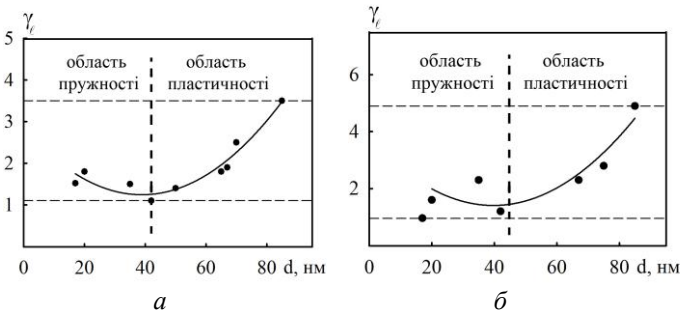 γℓ
5
4
3
2
1
область пружності
область пластичності
0 20 40 60 80 d, нм
а
γℓ
6
4
2
область пружності
область пластичності
0 20 40 60 80 d, нм
б